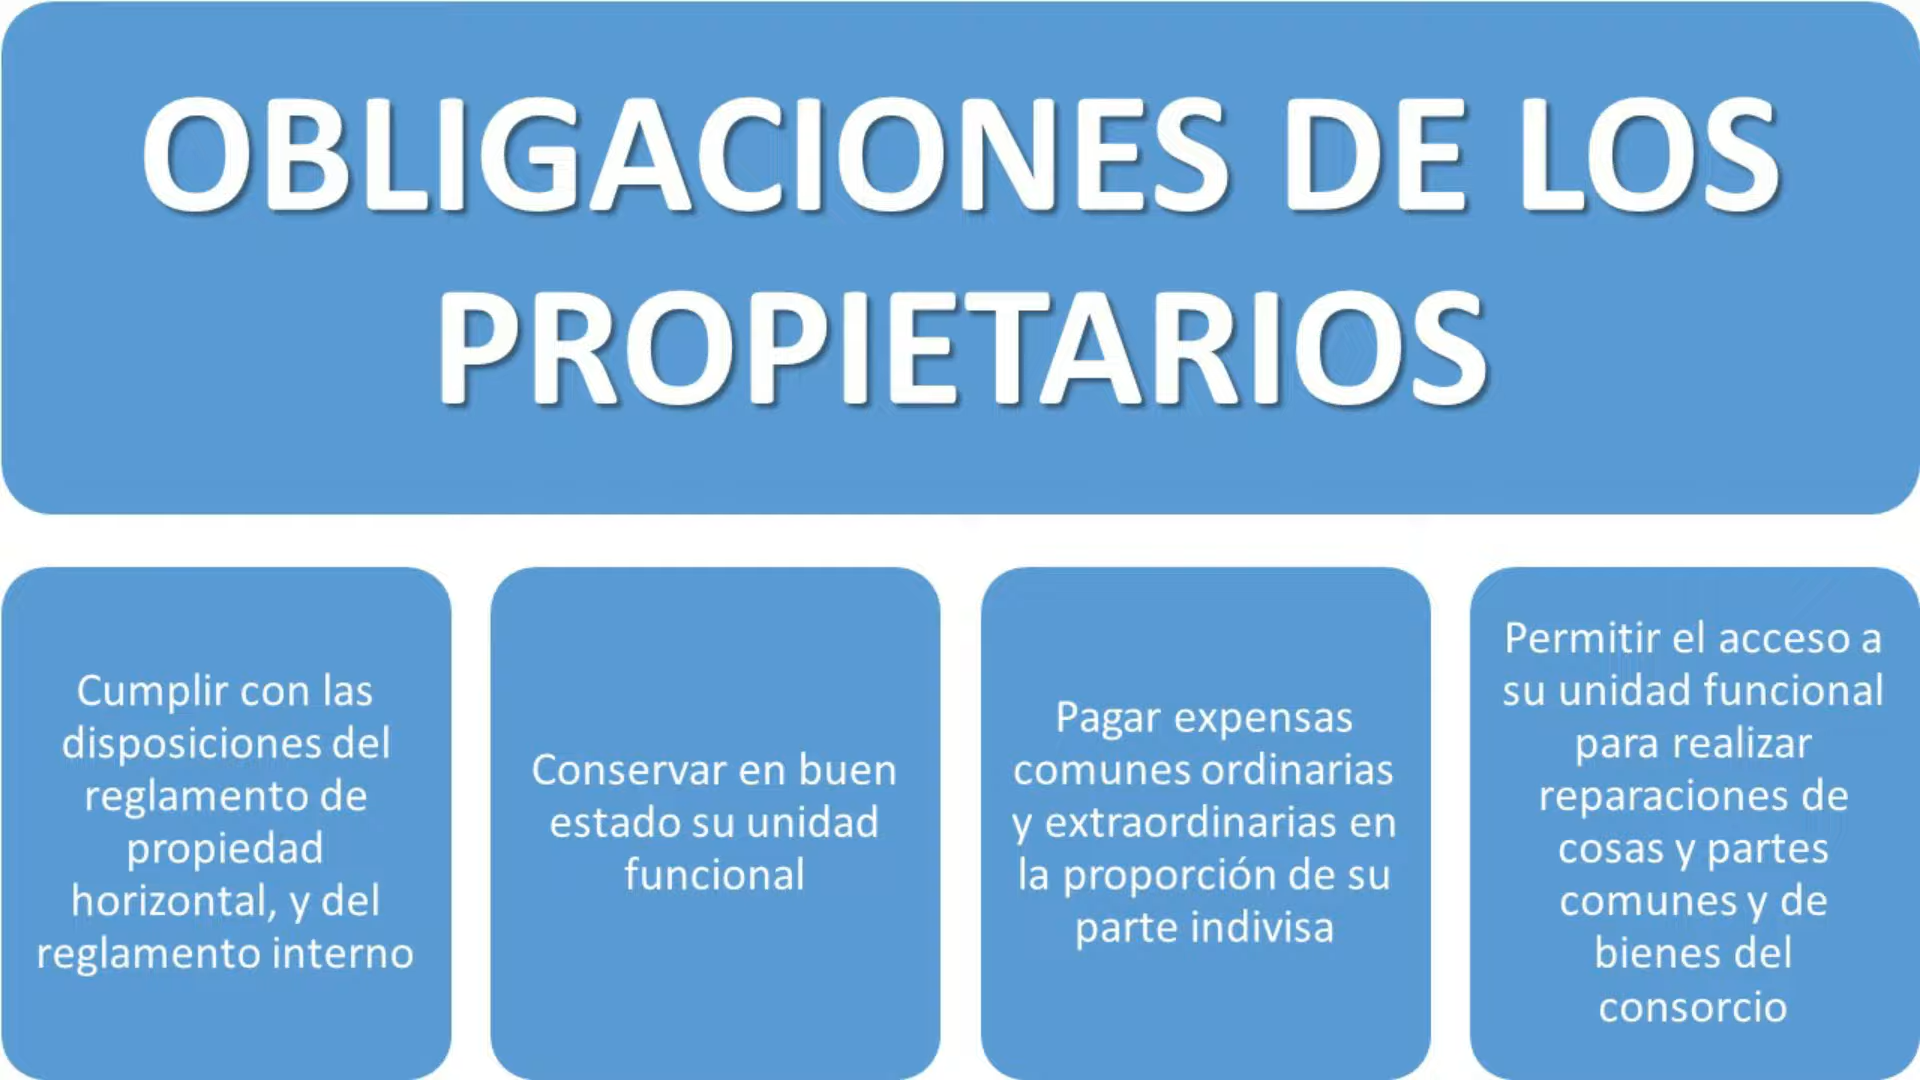 OBLIGACIONES DE LOS
PROPIETARIOS
Cumplir con las
disposiciones del
reglamento de
propiedad
horizontal, y del
reglamento interno
Conservar en buen
estado su unidad
funcional
Pagar expensas
comunes ordinarias
y extraordinarias en
la proporción de su
parte indivisa
Permitir el acceso a
su unidad funcional
para realizar
reparaciones de
cosas y partes
comunes y de
bienes del
consorcio